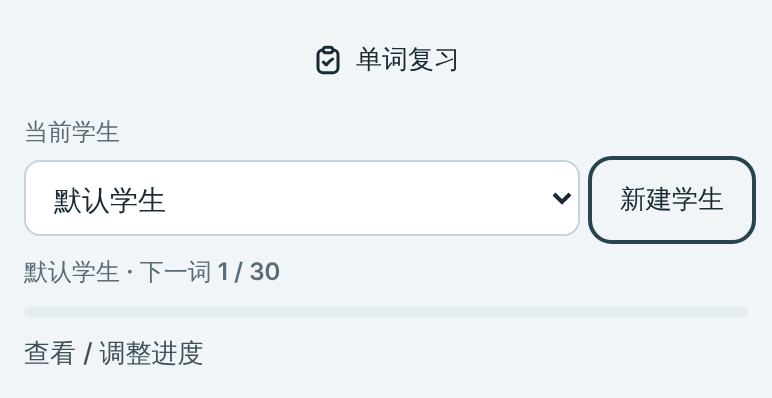 单词复习
当前学生
默认学生
新建学生
默认学生 · 下一词 1 / 30
查看 / 调整进度